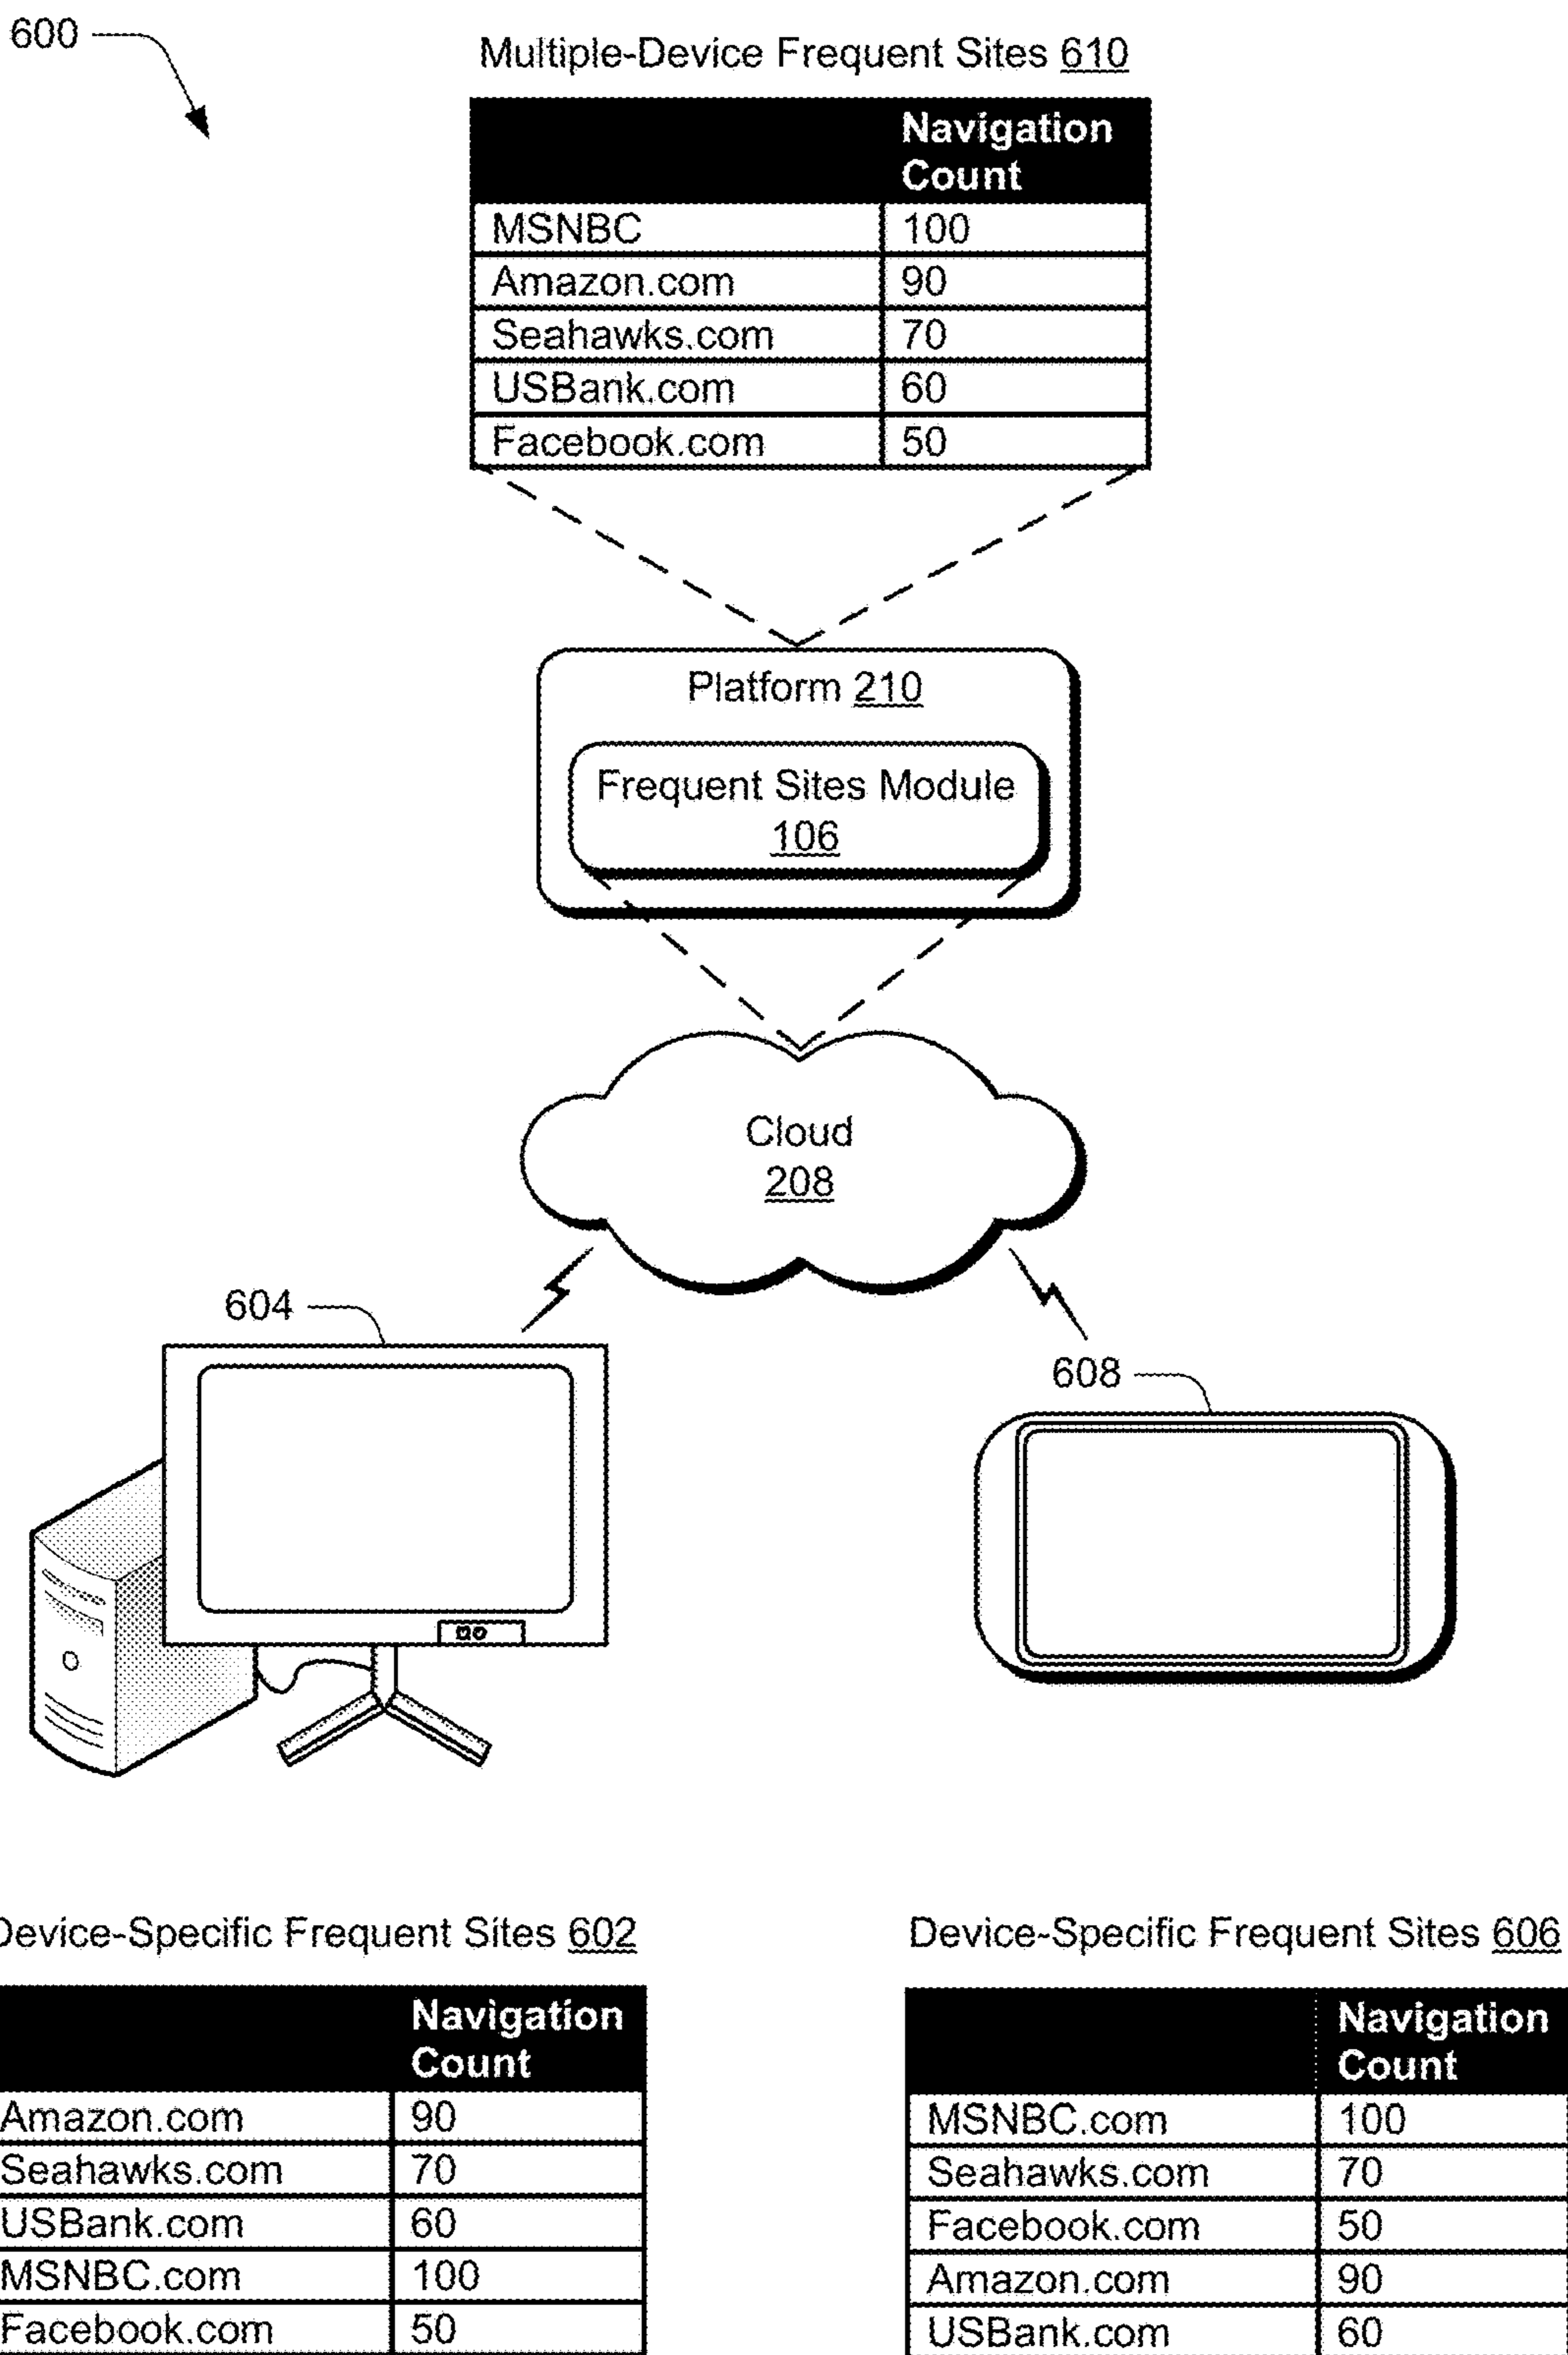 600
Multiple-Device Frequent Sites 610
Navigation
Count
MSNBC 100
Amazon.com 90
Seahawks.com 70
USBank.com 60
Facebook.com 50
Platform 210
Frequent Sites Module
106
Cloud
208
604
608
Device-Specific Frequent Sites 602
Navigation
Count
Amazon.com 90
Seahawks.com 70
USBank.com 60
MSNBC.com 100
Facebook.com 50
Device-Specific Frequent Sites 606
Navigation
Count
MSNBC.com 100
Seahawks.com 70
Facebook.com 50
Amazon.com 90
USBank.com 60